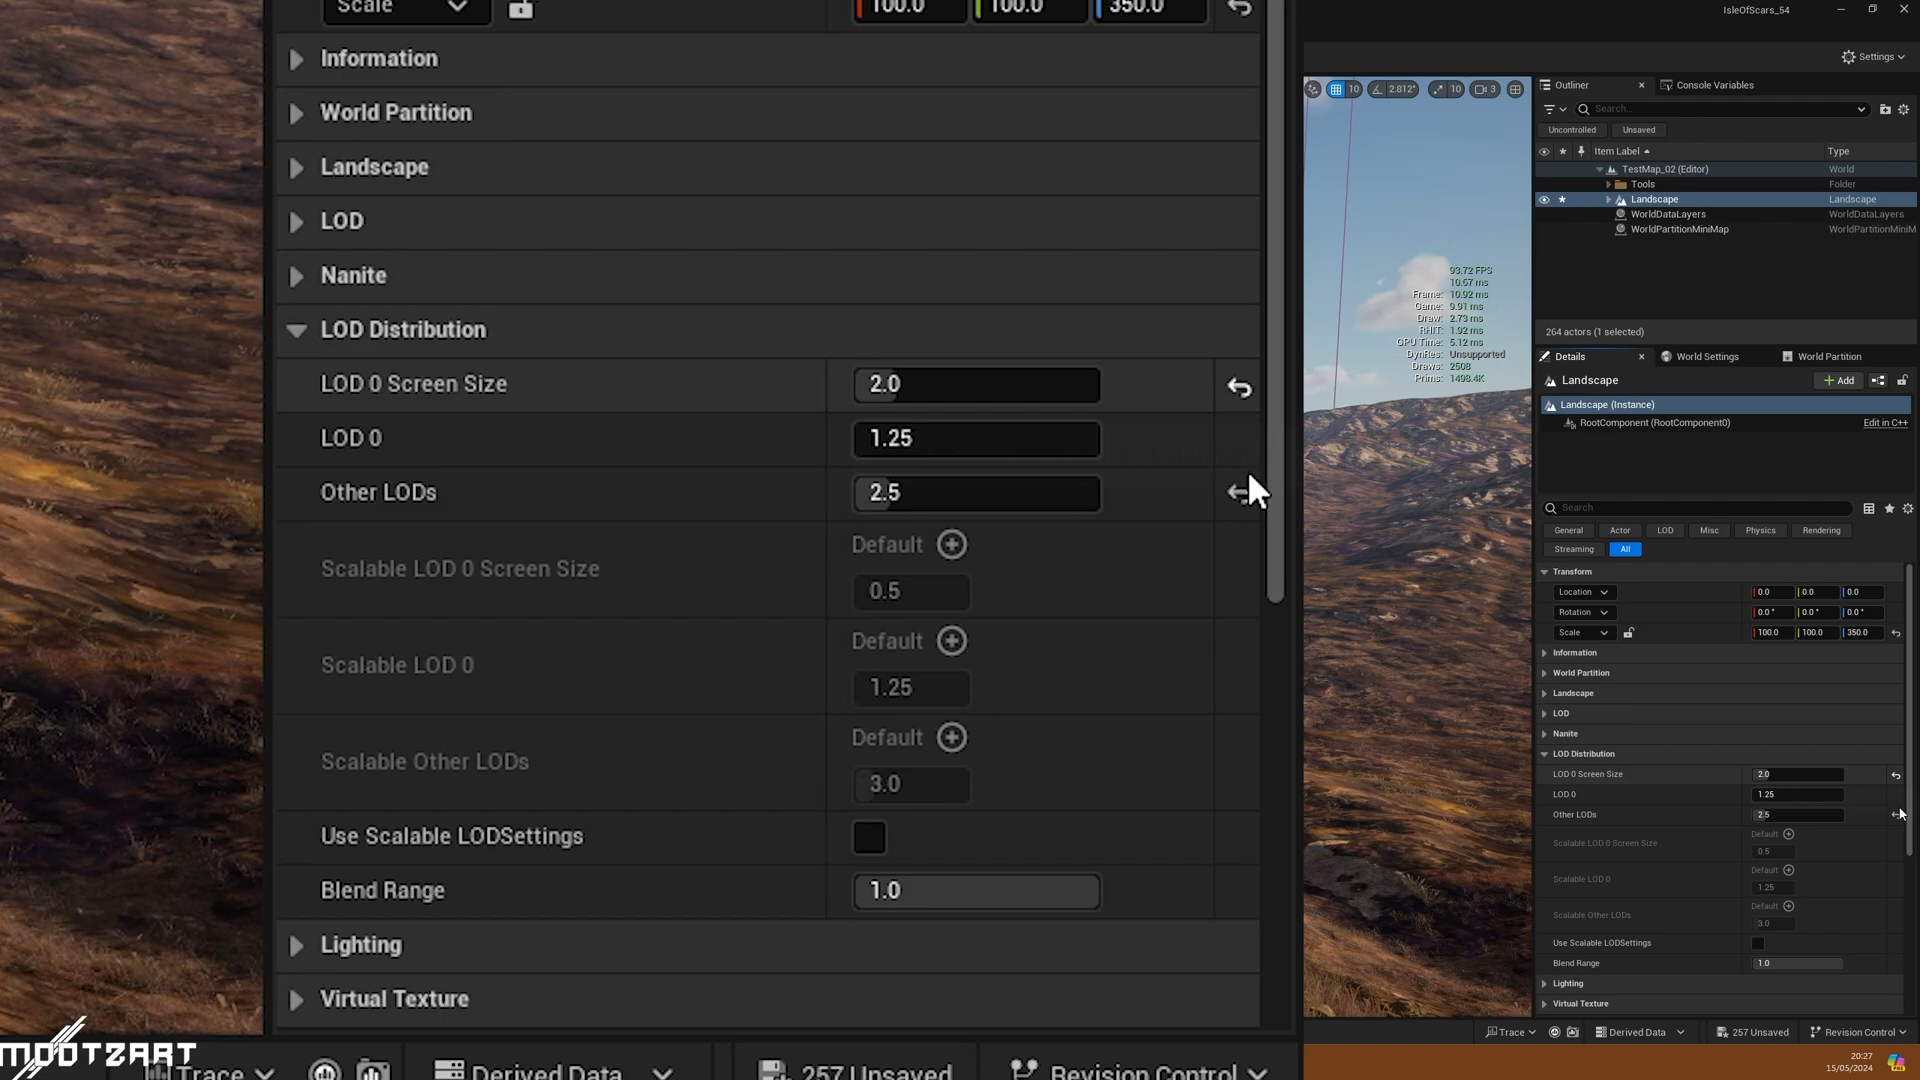 Scale
100.0 100.0 350.0
Information
World Partition
Landscape
LOD
Nanite
LOD Distribution
LOD 0 Screen Size 2.0
LOD 0 1.25
Other LODs 2.5
Default
Scalable LOD 0 Screen Size
0.5
Default
Scalable LOD 0
1.25
Default
Scalable Other LODs
3.0
Use Scalable LODSettings
Blend Range 1.0
Lighting
Virtual Texture
MOOTZART
Trace Derived Data 257 Unsaved Revision Control
IsleOfScars_54
Settings
10 2.812° 10 3
93.72 FPS
10.67 ms
Frame: 10.92 ms
Game: 9.91 ms
Draw: 2.73 ms
RHIT: 1.92 ms
GPU Time: 5.12 ms
DynRes: Unsupported
Draws: 2508
Prims: 1498.4K
Outliner Console Variables
Search...
Uncontrolled Unsaved
Item Label Type
TestMap_02 (Editor) World
Tools Folder
Landscape Landscape
WorldDataLayers WorldDataLayers
WorldPartitionMiniMap WorldPartitionMiniM
264 actors (1 selected)
Details World Settings World Partition
Landscape Add
Landscape (Instance)
RootComponent (RootComponent0) Edit in C++
Search
General Actor LOD Misc Physics Rendering
Streaming All
Transform
Location 0.0 0.0 0.0
Rotation 0.0° 0.0° 0.0°
Scale 100.0 100.0 350.0
Information
World Partition
Landscape
LOD
Nanite
LOD Distribution
LOD 0 Screen Size 2.0
LOD 0 1.25
Other LODs 2.5
Default
Scalable LOD 0 Screen Size
0.5
Default
Scalable LOD 0
1.25
Default
Scalable Other LODs
3.0
Use Scalable LODSettings
Blend Range 1.0
Lighting
Virtual Texture
Trace Derived Data 257 Unsaved Revision Control
20:27
15/05/2024